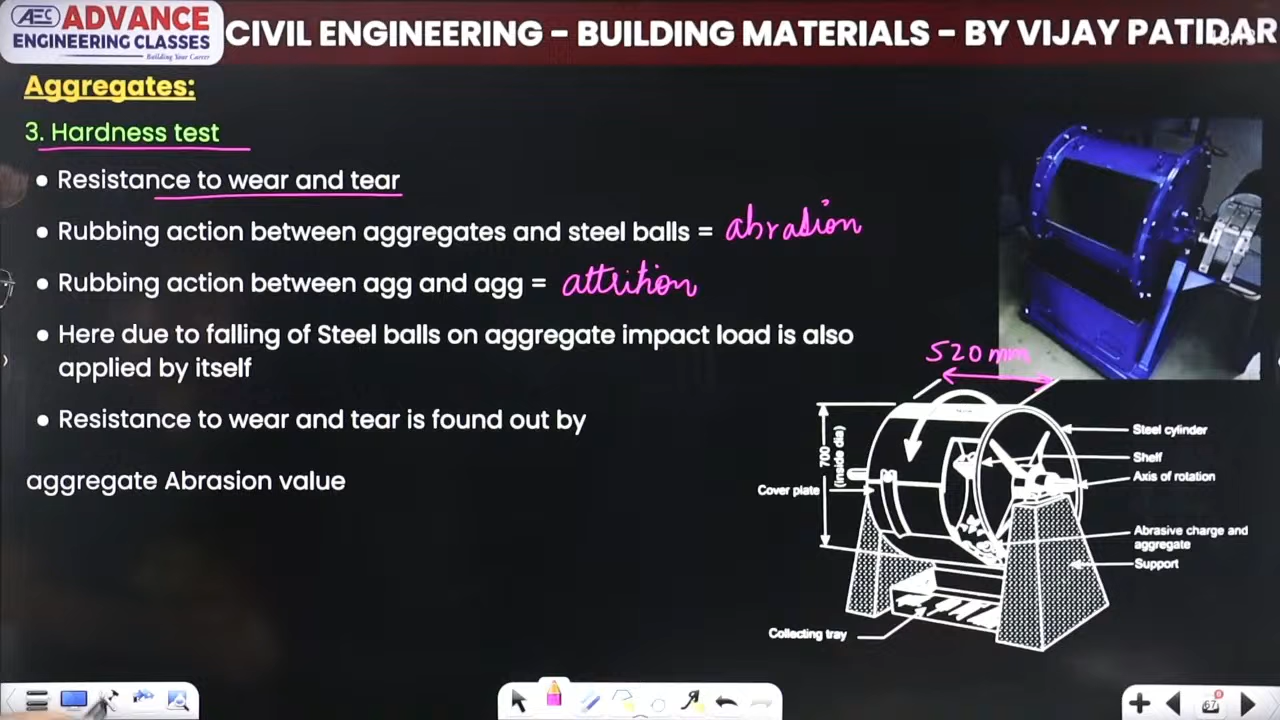 AEC ADVANCE
ENGINEERING CLASSES
Building Your Career
CIVIL ENGINEERING - BUILDING MATERIALS - BY VIJAY PATIDAR
Aggregates:
3. Hardness test
• Resistance to wear and tear
• Rubbing action between aggregates and steel balls = abrasion
• Rubbing action between agg and agg = attrition
• Here due to falling of Steel balls on aggregate impact load is also
applied by itself
• Resistance to wear and tear is found out by
aggregate Abrasion value
520 mm
700
(inside dia)
Steel cylinder
Shelf
Axis of rotation
Cover plate
Abrasive charge and
aggregate
Support
Collecting tray
67